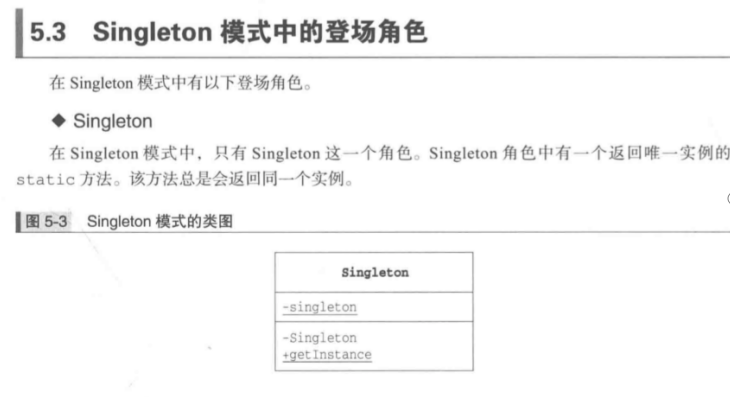 5.3 Singleton 模式中的登场角色
在 Singleton 模式中有以下登场角色。
◆ Singleton
在 Singleton 模式中，只有 Singleton 这一个角色。Singleton 角色中有一个返回唯一实例的
static 方法。该方法总是会返回同一个实例。
图 5-3 Singleton 模式的类图
Singleton
-singleton
-Singleton
+getInstance